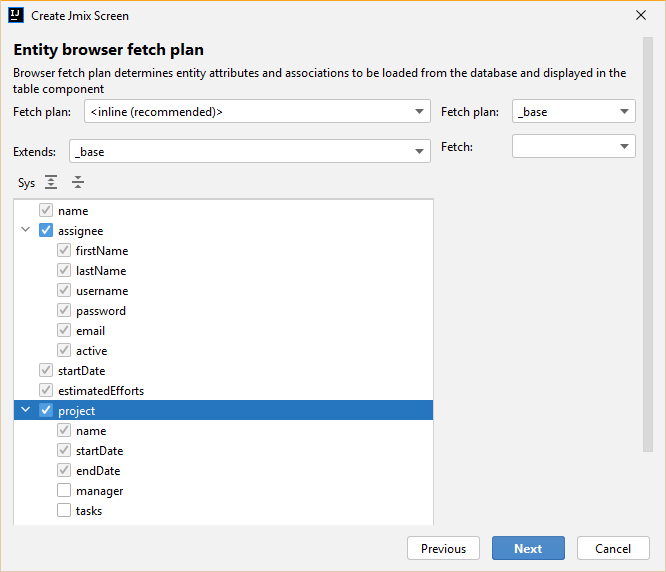 IJ Create Jmix Screen
Entity browser fetch plan
Browser fetch plan determines entity attributes and associations to be loaded from the database and displayed in the
table component
Fetch plan: <inline (recommended)> Fetch plan: _base
Extends: _base Fetch:
Sys
name
assignee
firstName
lastName
username
password
email
active
startDate
estimatedEfforts
project
name
startDate
endDate
manager
tasks
Previous Next Cancel